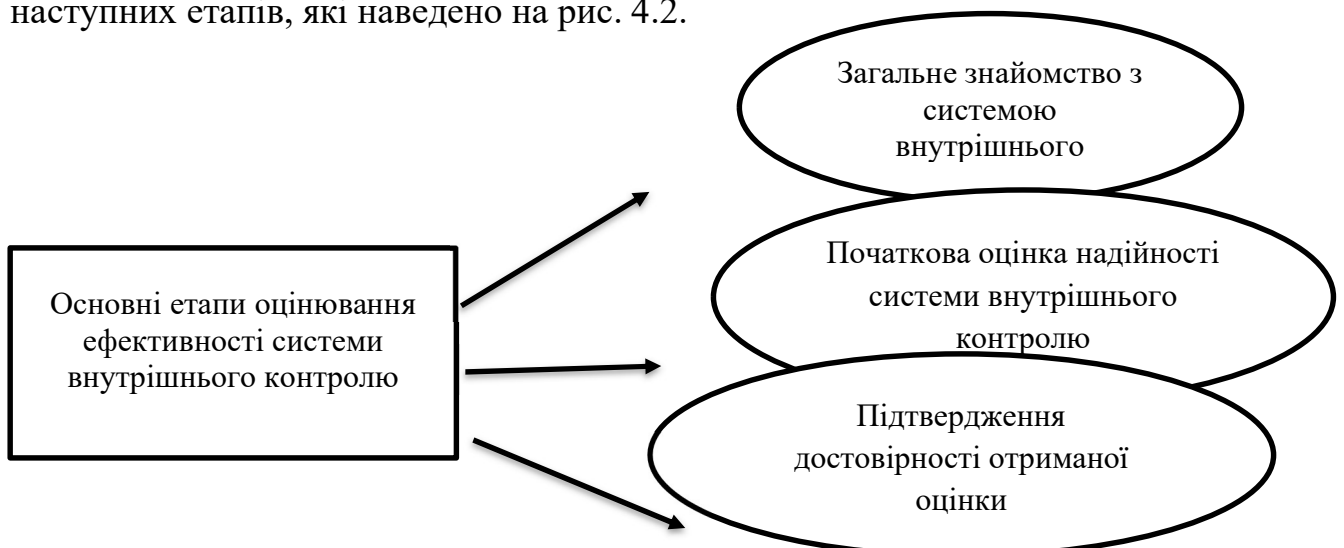 наступних етапів, які наведено на рис. 4.2.
Загальне знайомство з
системою
внутрішнього
Початкова оцінка надійності
системи внутрішнього
контролю
Основні етапи оцінювання
ефективності системи
внутрішнього контролю
Підтвердження
достовірності отриманої
оцінки